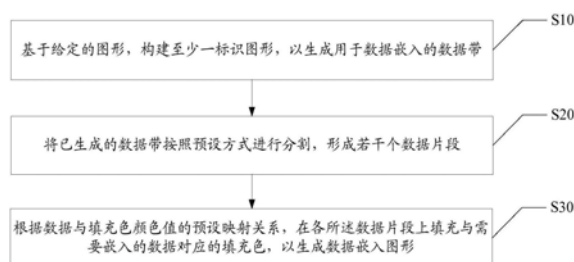 S10
基于给定的图形，构建至少一标识图形，以生成用于数据嵌入的数据带
S20
将已生成的数据带按照预设方式进行分割，形成若干个数据片段
S30
根据数据与填充色颜色值的预设映射关系，在各所述数据片段上填充与需
要嵌入的数据对应的填充色，以生成数据嵌入图形